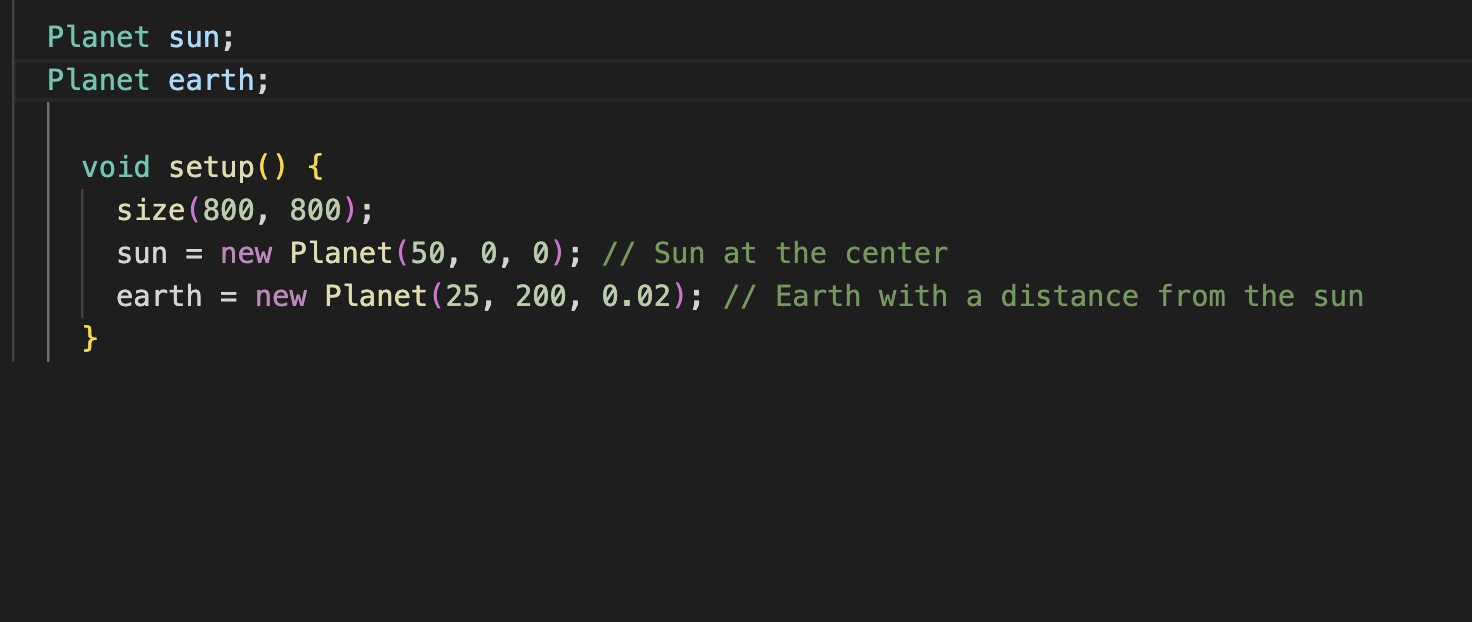 Planet sun;
Planet earth;
void setup() {
size(800, 800);
sun = new Planet(50, 0, 0); // Sun at the center
earth = new Planet(25, 200, 0.02); // Earth with a distance from the sun
}